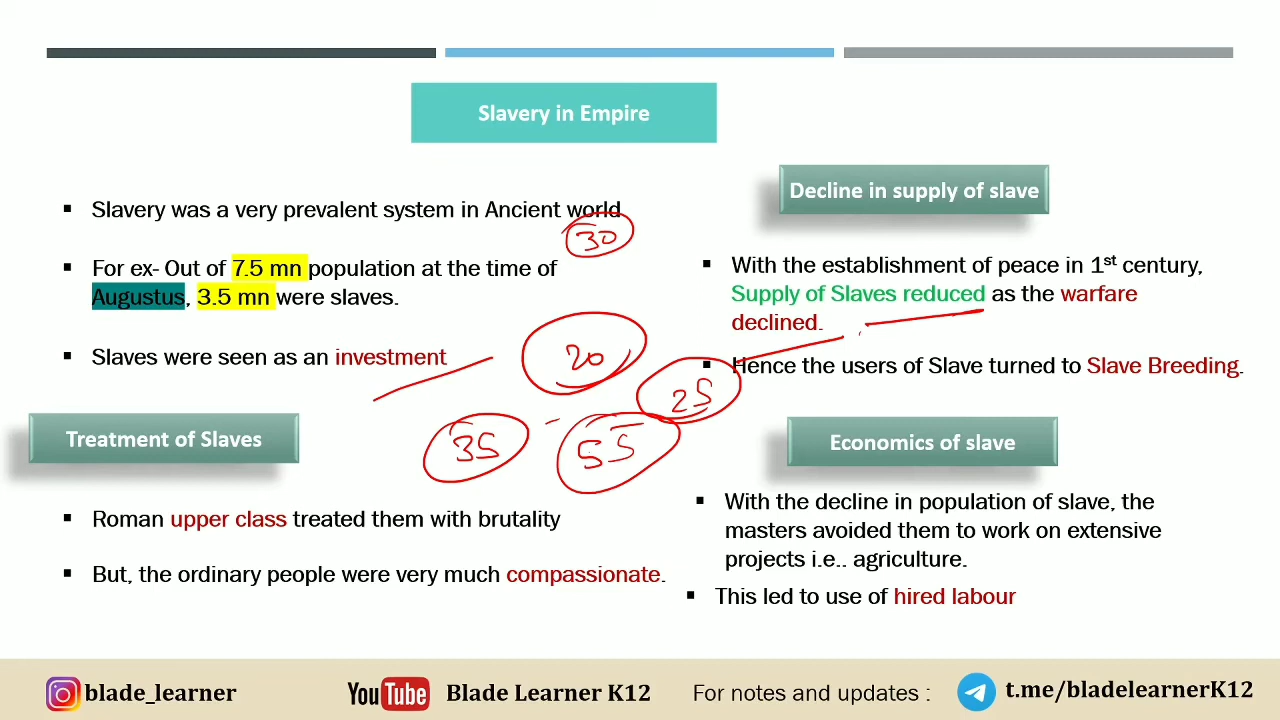 Slavery in Empire
▪ Slavery was a very prevalent system in Ancient world
30
▪ For ex- Out of 7.5 mn population at the time of
Augustus, 3.5 mn were slaves.
▪ Slaves were seen as an investment
20
25
35
55
Treatment of Slaves
▪ Roman upper class treated them with brutality
▪ But, the ordinary people were very much compassionate.
Decline in supply of slave
▪ With the establishment of peace in 1st century,
Supply of Slaves reduced as the warfare
declined.
▪ Hence the users of Slave turned to Slave Breeding.
Economics of slave
▪ With the decline in population of slave, the
masters avoided them to work on extensive
projects i.e.. agriculture.
▪ This led to use of hired labour
blade_learner
YouTube Blade Learner K12
For notes and updates :
t.me/bladelearnerK12